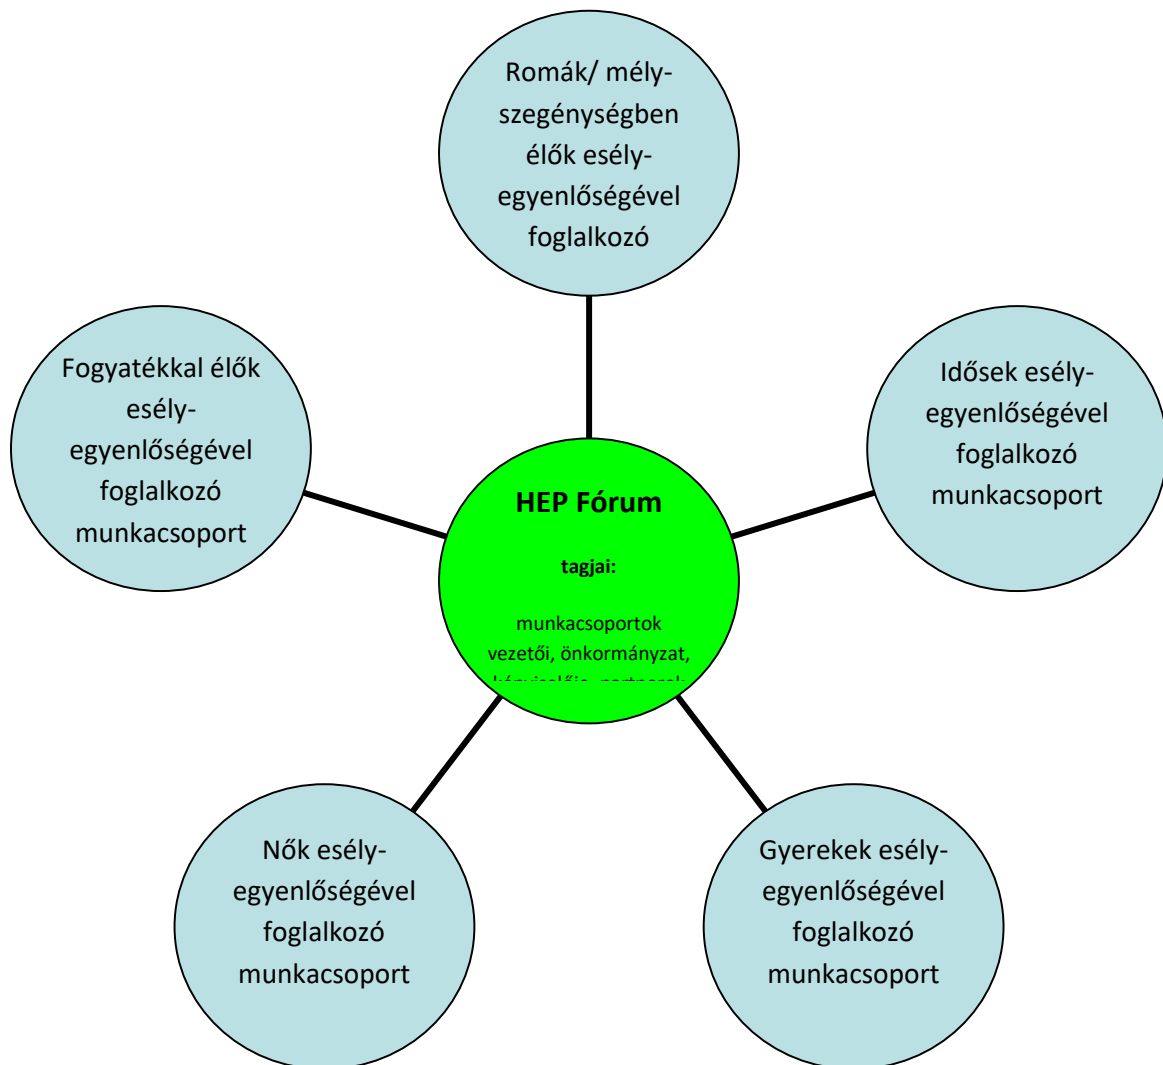 Romák/ mély-
szegénységben
élők esély-
egyenlőségével
foglalkozó
Fogyatékkal élők
esély-
egyenlőségével
foglalkozó
munkacsoport
Idősek esély-
egyenlőségével
foglalkozó
munkacsoport
HEP Fórum
tagjai:
munkacsoportok
vezetői, önkormányzat,
Nők esély-
egyenlőségével
foglalkozó
munkacsoport
Gyerekek esély-
egyenlőségével
foglalkozó
munkacsoport